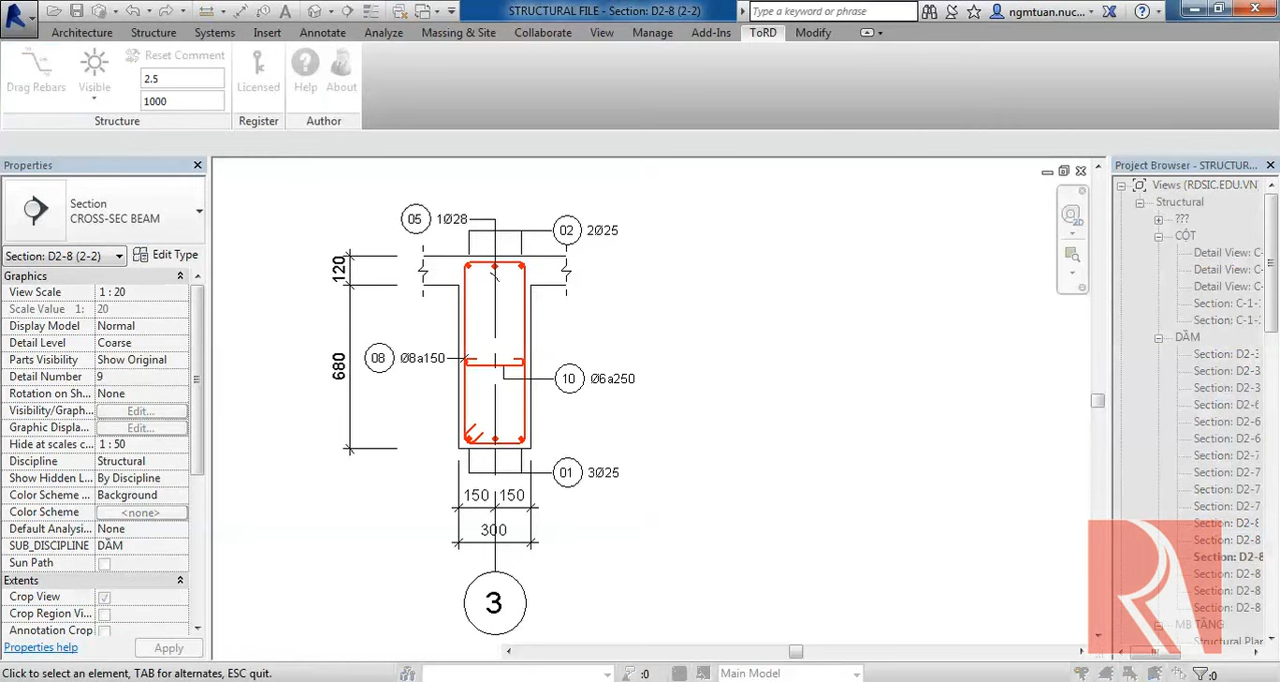 STRUCTURAL FILE - Section: D2-8 (2-2)
Type a keyword or phrase
ngmtuan.nuc...
Architecture Structure Systems Insert Annotate Analyze Massing & Site Collaborate View Manage Add-Ins ToRD Modify
Drag Rebars
Visible
Reset Comment
2.5
1000
Licensed
Help
About
Structure
Register
Author
Properties
Section
CROSS-SEC BEAM
Section: D2-8 (2-2)
Edit Type
Graphics
View Scale 1 : 20
Scale Value 1: 20
Display Model Normal
Detail Level Coarse
Parts Visibility Show Original
Detail Number 9
Rotation on Sh... None
Visibility/Graph... Edit...
Graphic Displa... Edit...
Hide at scales c... 1 : 50
Discipline Structural
Show Hidden L... By Discipline
Color Scheme ... Background
Color Scheme <none>
Default Analysi... None
SUB_DISCIPLINE DẦM
Sun Path
Extents
Crop View
Crop Region Vi...
Annotation Crop
Properties help
Apply
05 1Ø28
02 2Ø25
120
680
08 Ø8a150
10 Ø6a250
01 3Ø25
150 150
300
3
Project Browser - STRUCTUR...
Views (RDSIC.EDU.VN
Structural
???
CỘT
Detail View: C-
Detail View: C-
Detail View: C-
Section: C-1-
Section: C-1-
DẦM
Section: D2-3
Section: D2-3
Section: D2-3
Section: D2-6
Section: D2-6
Section: D2-6
Section: D2-7
Section: D2-7
Section: D2-7
Section: D2-7
Section: D2-8
Section: D2-8
Section: D2-8
Section: D2-8
Section: D2-8
Section: D2-8
MB TẦNG
Structural Plan
Click to select an element, TAB for alternates, ESC quit.
:0
Main Model
:0